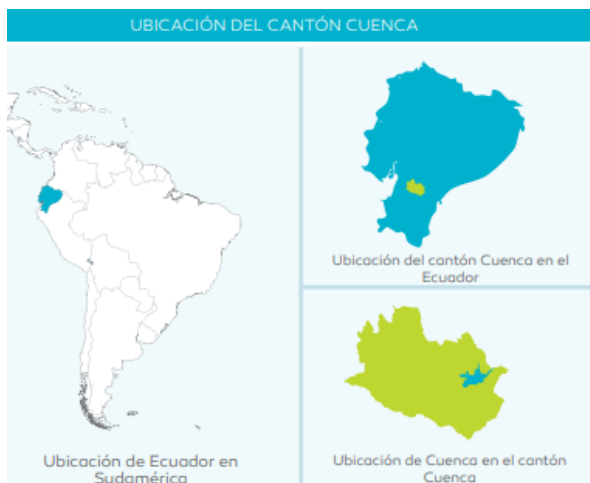 UBICACIÓN DEL CANTÓN CUENCA
Ubicación de Ecuador en
Sudamérica
Ubicación del cantón Cuenca en el
Ecuador
Ubicación de Cuenca en el cantón
Cuenca